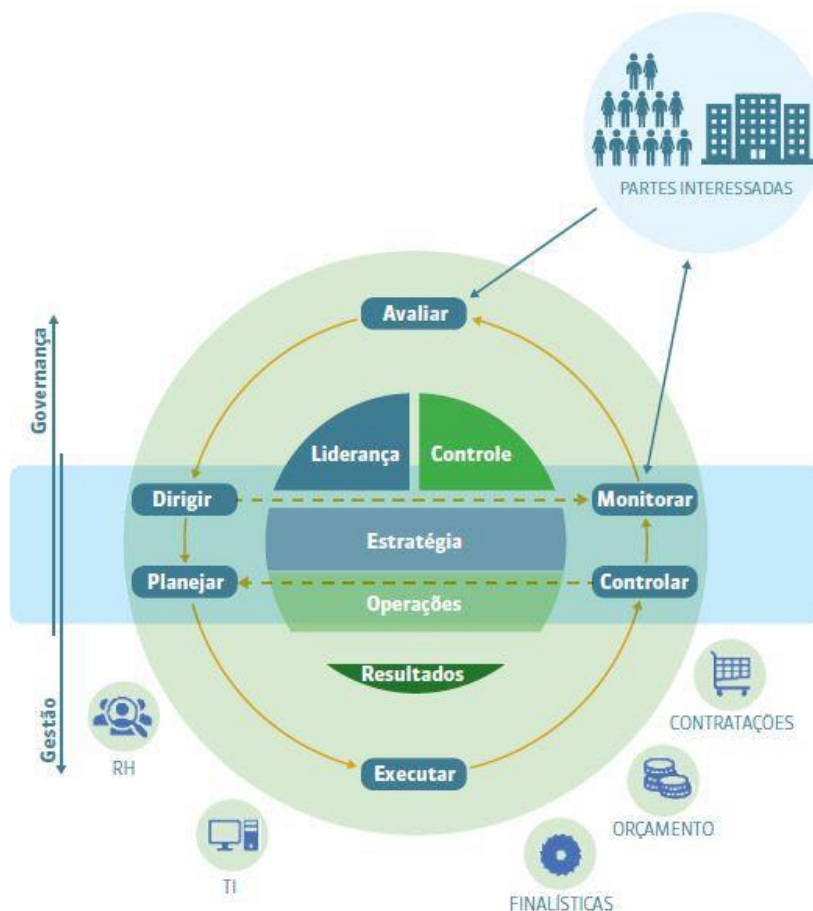 PARTES INTERESSADAS
Avaliar
Governança
Liderança
Controle
Dirigir
Monitorar
Estratégia
Planejar
Controlar
Operações
Resultados
Gestão
Executar
RH
TI
CONTRATAÇÕES
ORÇAMENTO
FINALÍSTICAS